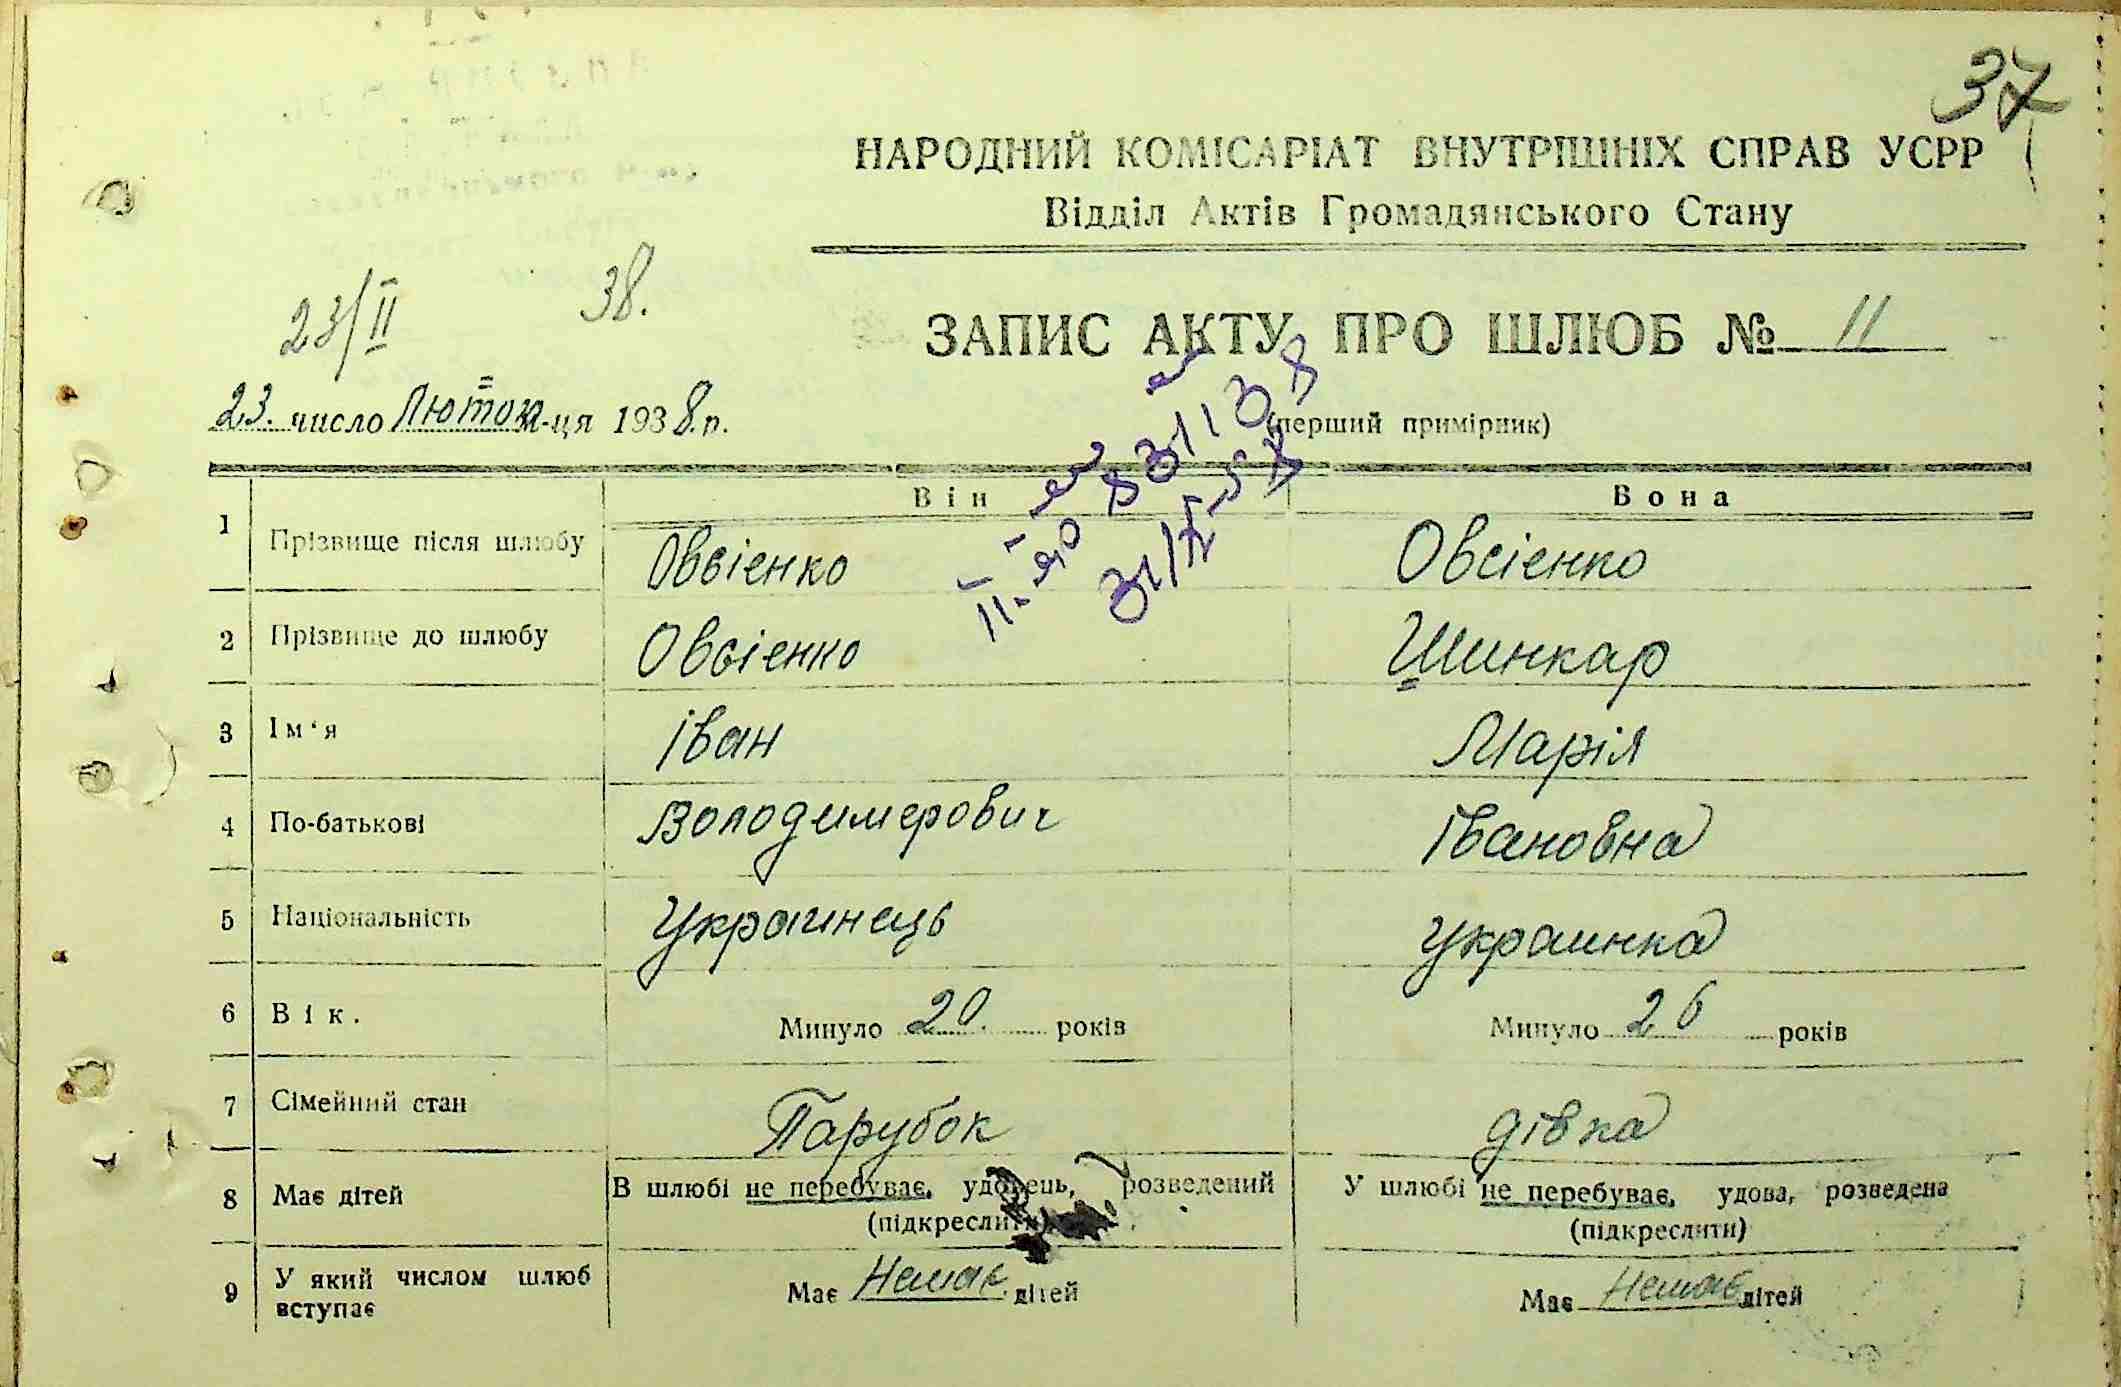 37
НАРОДНИЙ КОМІСАРІАТ ВНУТРІШНІХ СПРАВ УСРР
Відділ Актів Громадянського Стану
23/II 38.
ЗАПИС АКТУ ПРО ШЛЮБ № 11
23. число Лютого м-ця 1938.р.
(перший примірник)
Він Вона
1 Прізвище після шлюбу Овсієнко Овсієнко
2 Прізвище до шлюбу Овсієнко Шинкар
3 Ім‘я Іван Марія
4 По-батькові Володимерович Івановна
5 Національність Украинець Украинка
6 Вік. Минуло 20. років Минуло 26 років
7 Сімейний стан Парубок дівка
8 Має дітей В шлюбі не перебуває, удовець, розведений У шлюбі не перебуває, удова, розведена
(підкреслити) (підкреслити)
9 У який числом шлюб Має Немає дітей Має Немає дітей
вступає